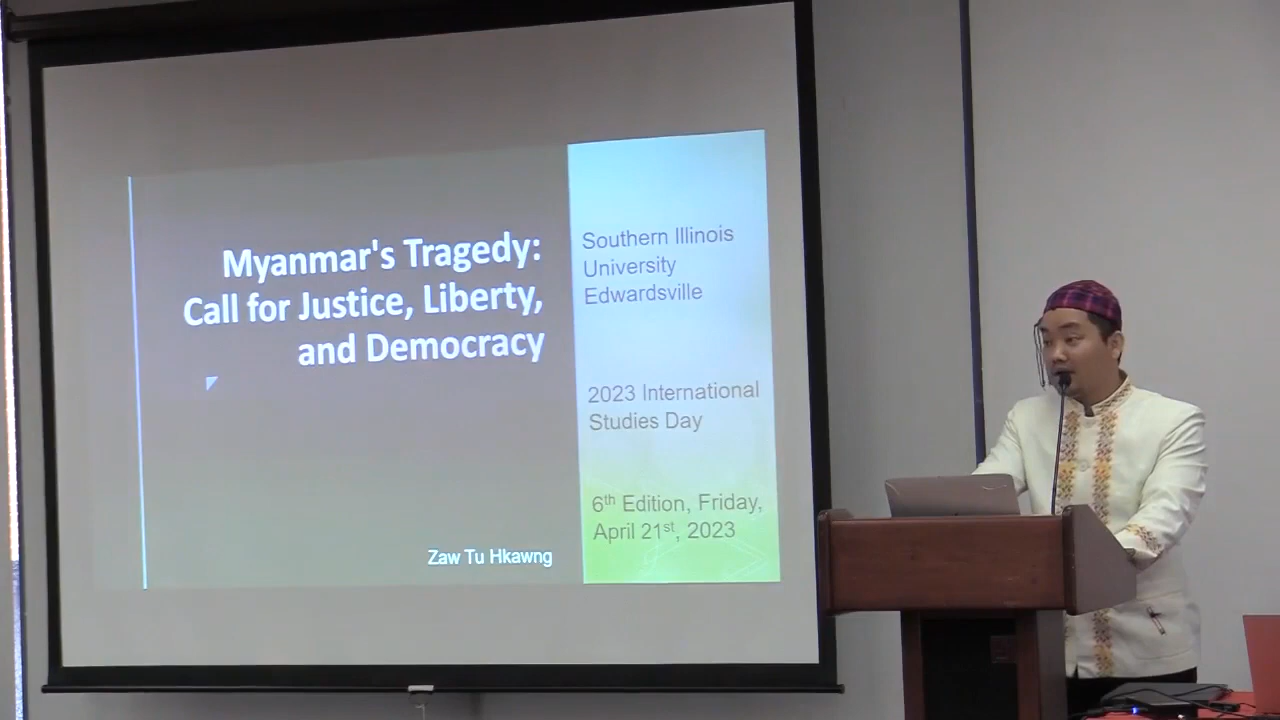 Myanmar's Tragedy:
Call for Justice, Liberty,
and Democracy
Zaw Tu Hkawng
Southern Illinois
University
Edwardsville
2023 International
Studies Day
6th Edition, Friday,
April 21st, 2023